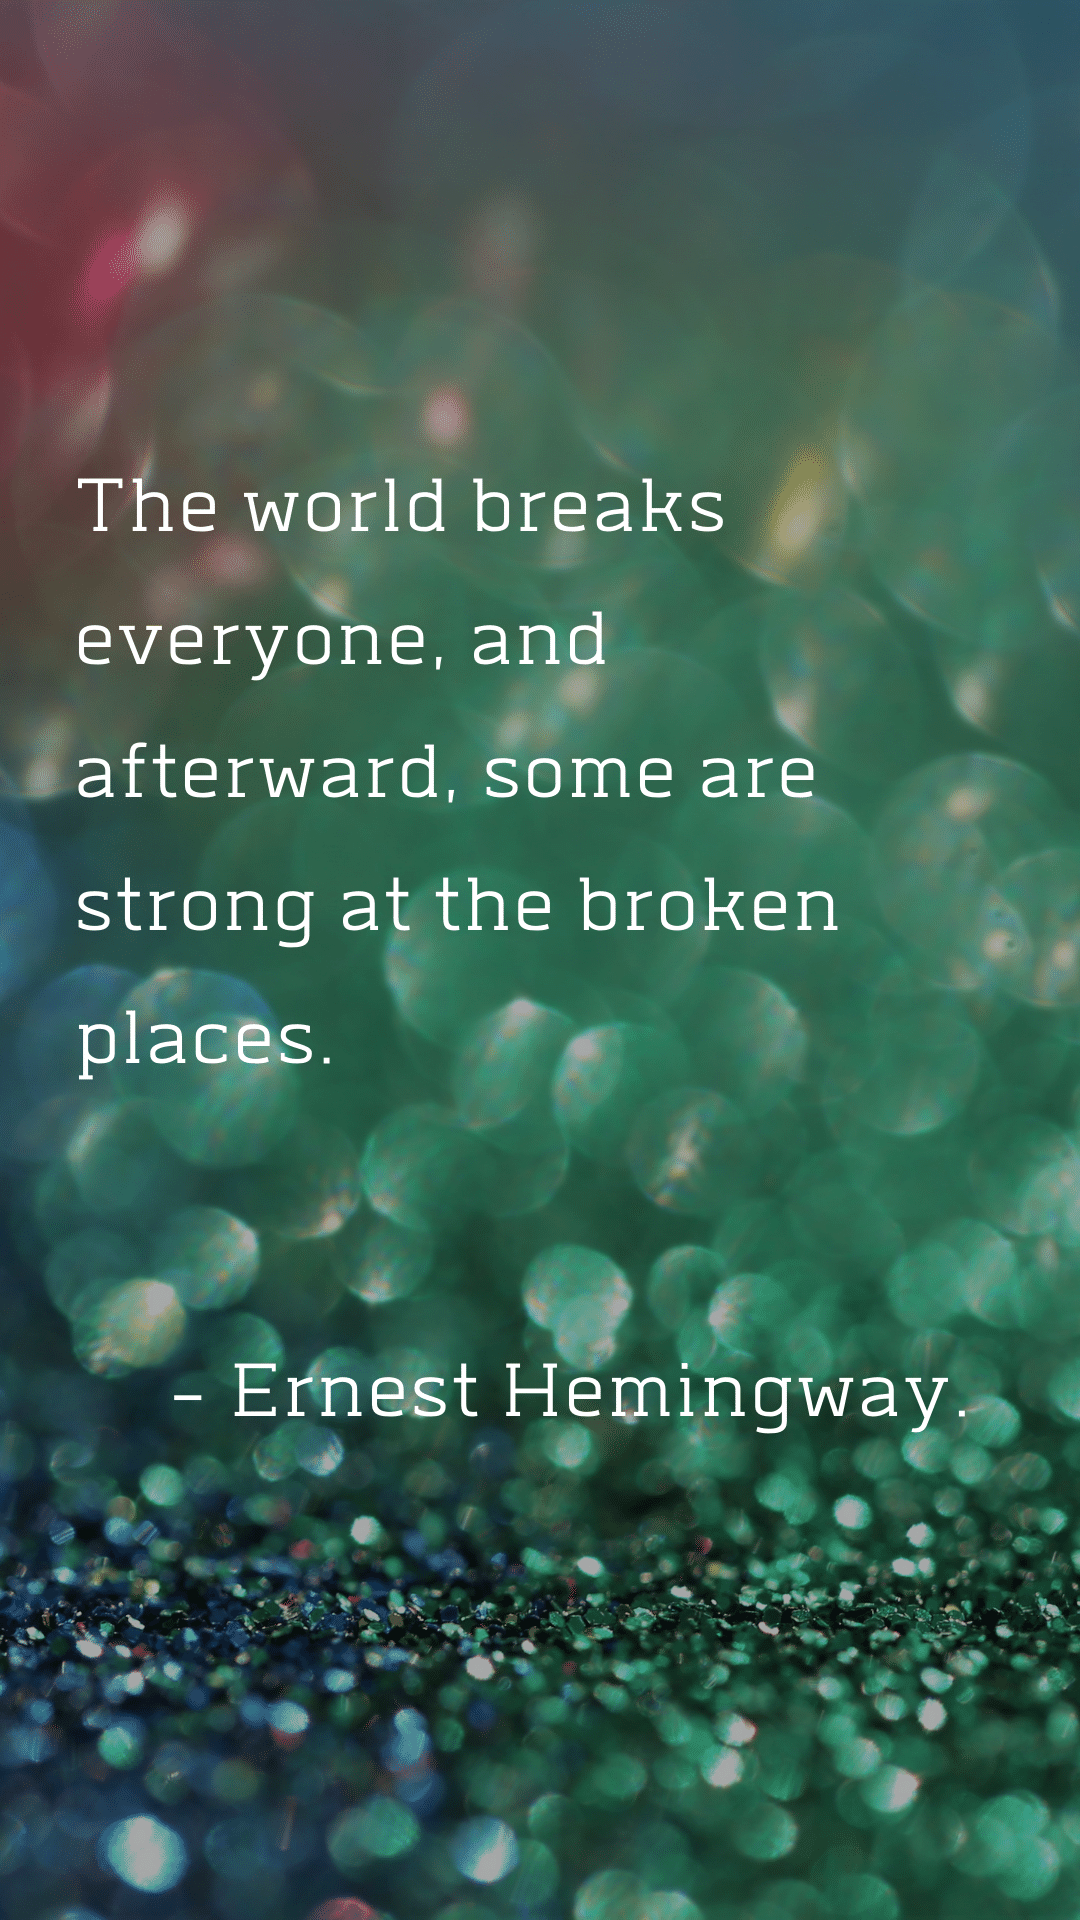 The world breaks
everyone, and
afterward, some are
strong at the broken
places.
– Ernest Hemingway.